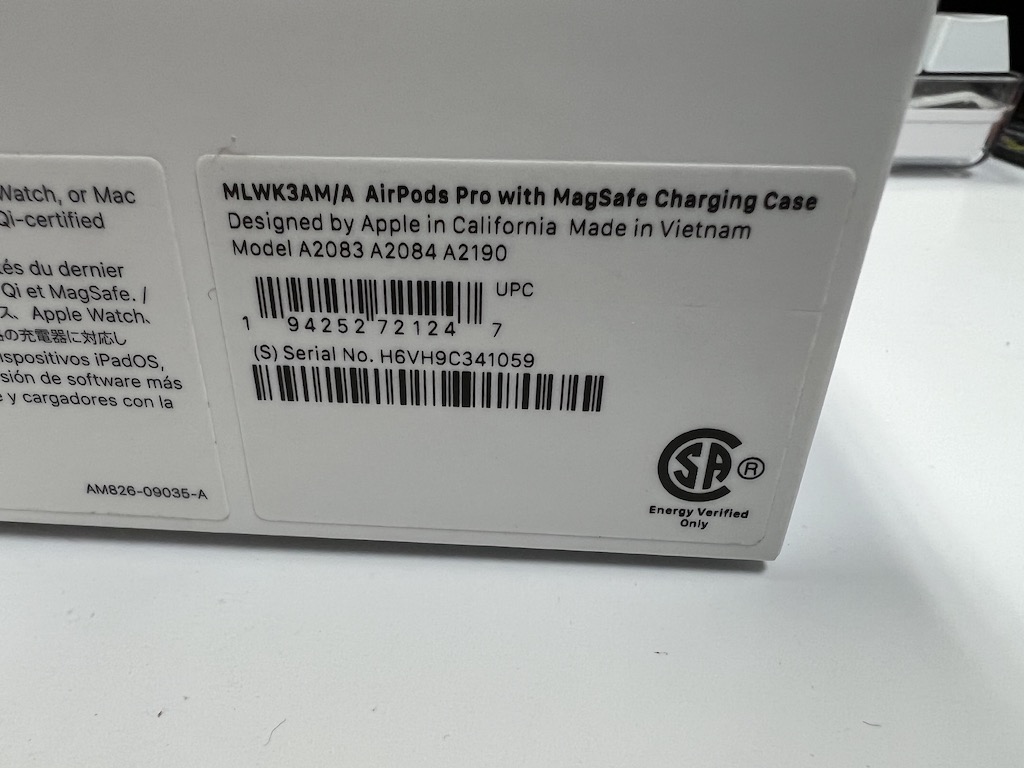 Watch, or Mac
Qi-certified
és du dernier
Qi et MagSafe. /
ス、Apple Watch、
の充電器に対応し
ispositivos iPadOS,
sión de software más
e y cargadores con la
AM826-09035-A
MLWK3AM/A AirPods Pro with MagSafe Charging Case
Designed by Apple in California Made in Vietnam
Model A2083 A2084 A2190
UPC
1 94252 72124 7
(S) Serial No. H6VH9C341059
SA ®
Energy Verified
Only